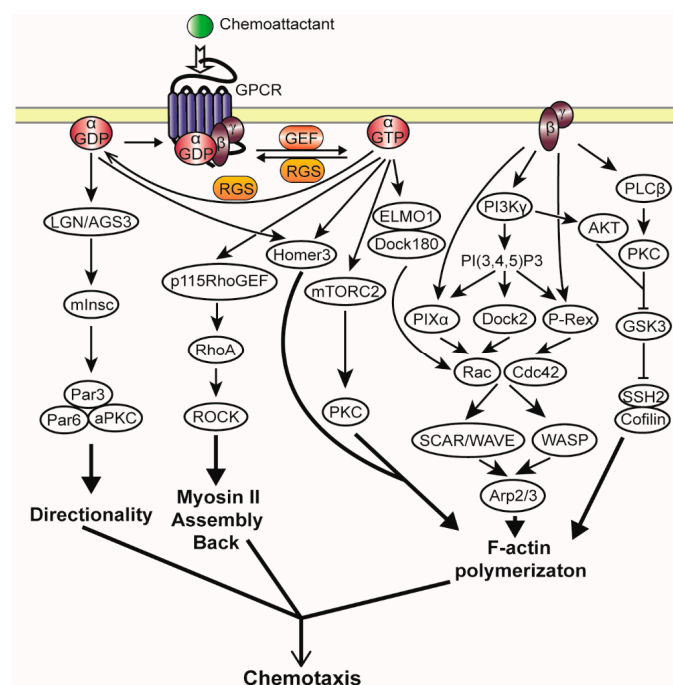 Chemoattactant
GPCR
α
GDP
α
GDP
β
γ
GEF
RGS
α
GTP
β
γ
RGS
LGN/AGS3
mInsc
Par3
Par6
aPKC
Directionality
p115RhoGEF
RhoA
ROCK
Myosin II
Assembly
Back
Homer3
mTORC2
PKC
ELMO1
Dock180
PI3Kγ
PI(3,4,5)P3
PIXα
Dock2
P-Rex
Rac
Cdc42
SCAR/WAVE
WASP
Arp2/3
PLCβ
AKT
PKC
GSK3
SSH2
Cofilin
F-actin
polymerizaton
Chemotaxis